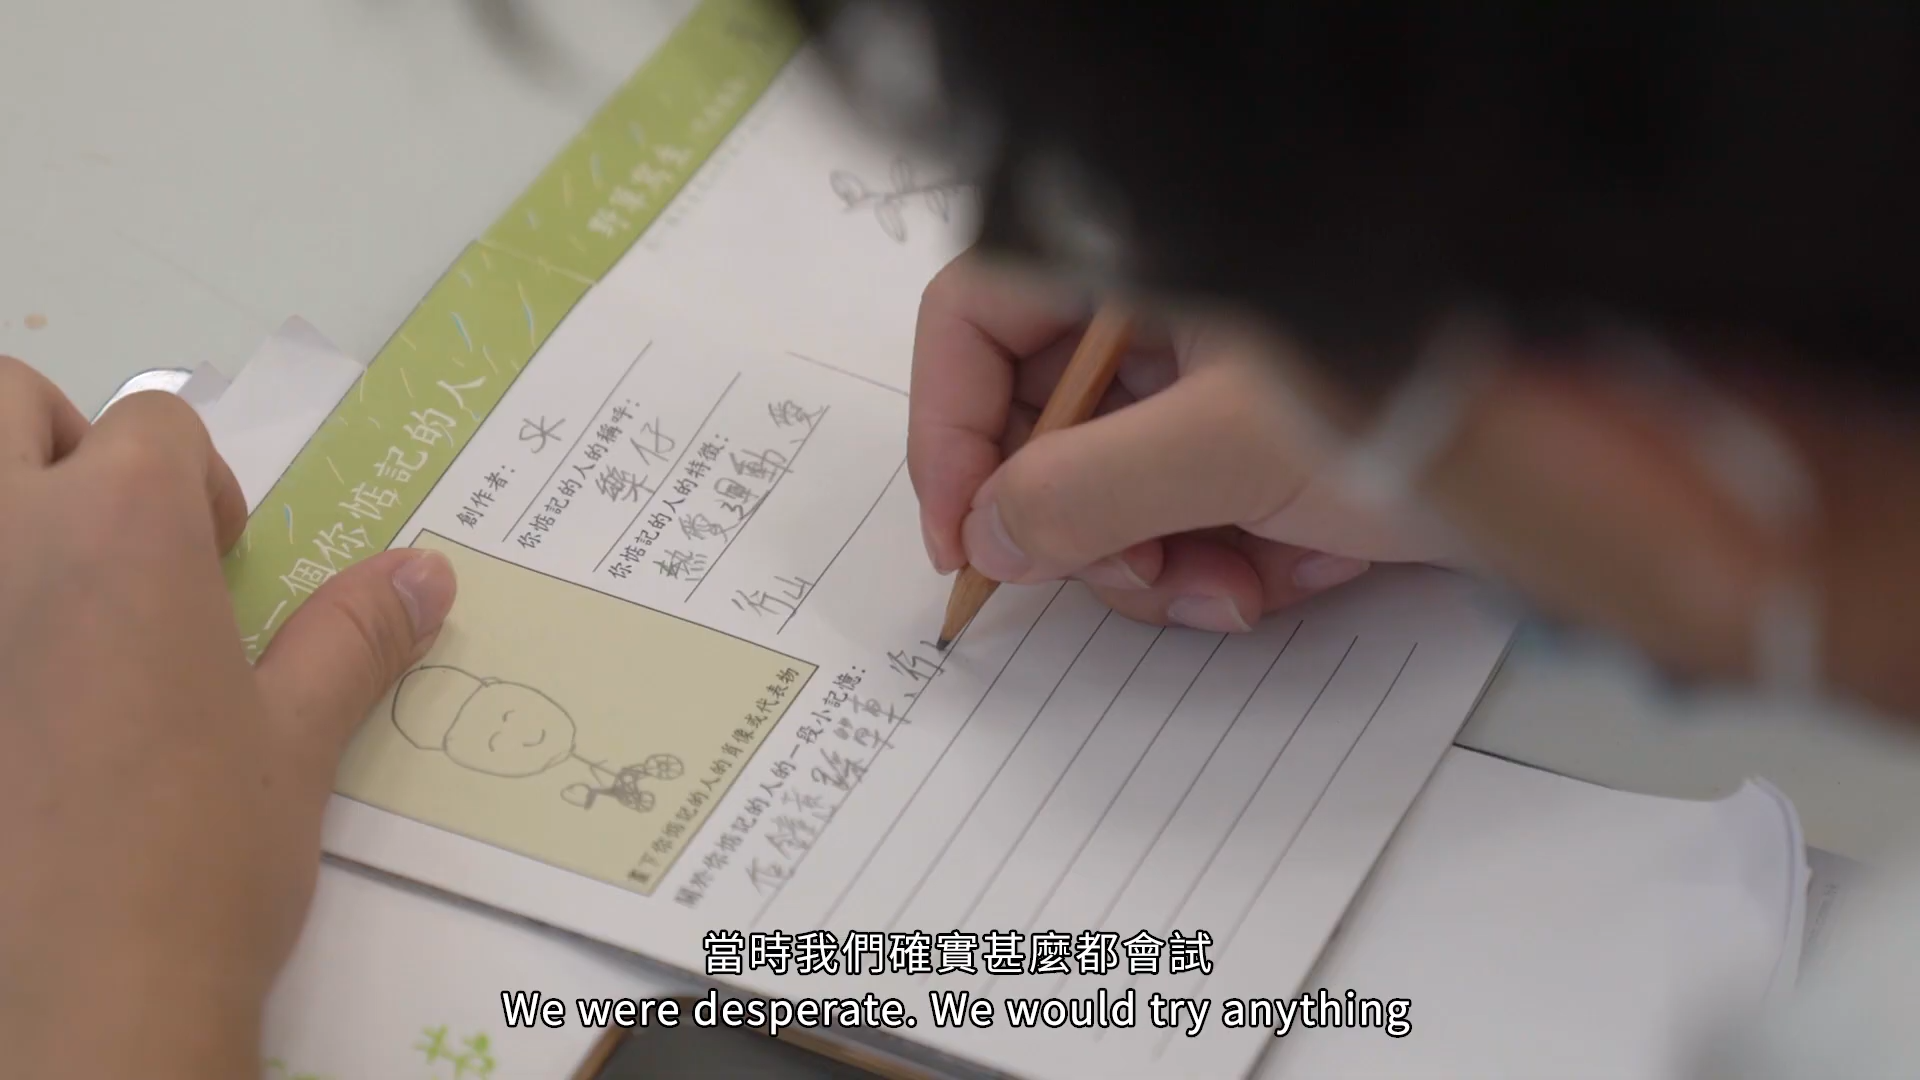 野草寫生
一個你惦記的人
創作者：
你惦記的人的稱呼：
樂仔
你惦記的人的特徵：
熱愛運動、愛
行山
畫下你惦記的人的肖像或代表物
關於你惦記的人的一段小記憶：
當時我們確實甚麼都會試
We were desperate. We would try anything